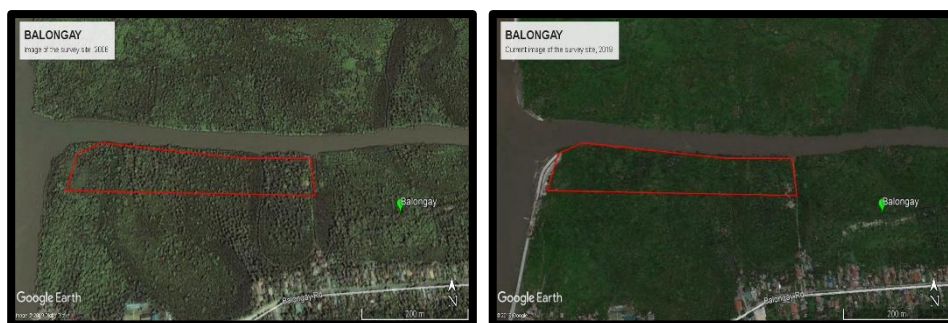 BALONGAY
Image of the survey site, 2008
Balongay
Balongay Rd
Google Earth
N
200 m
BALONGAY
Current image of the survey site, 2019
Balongay
Balongay Rd
Google Earth
N
200 m